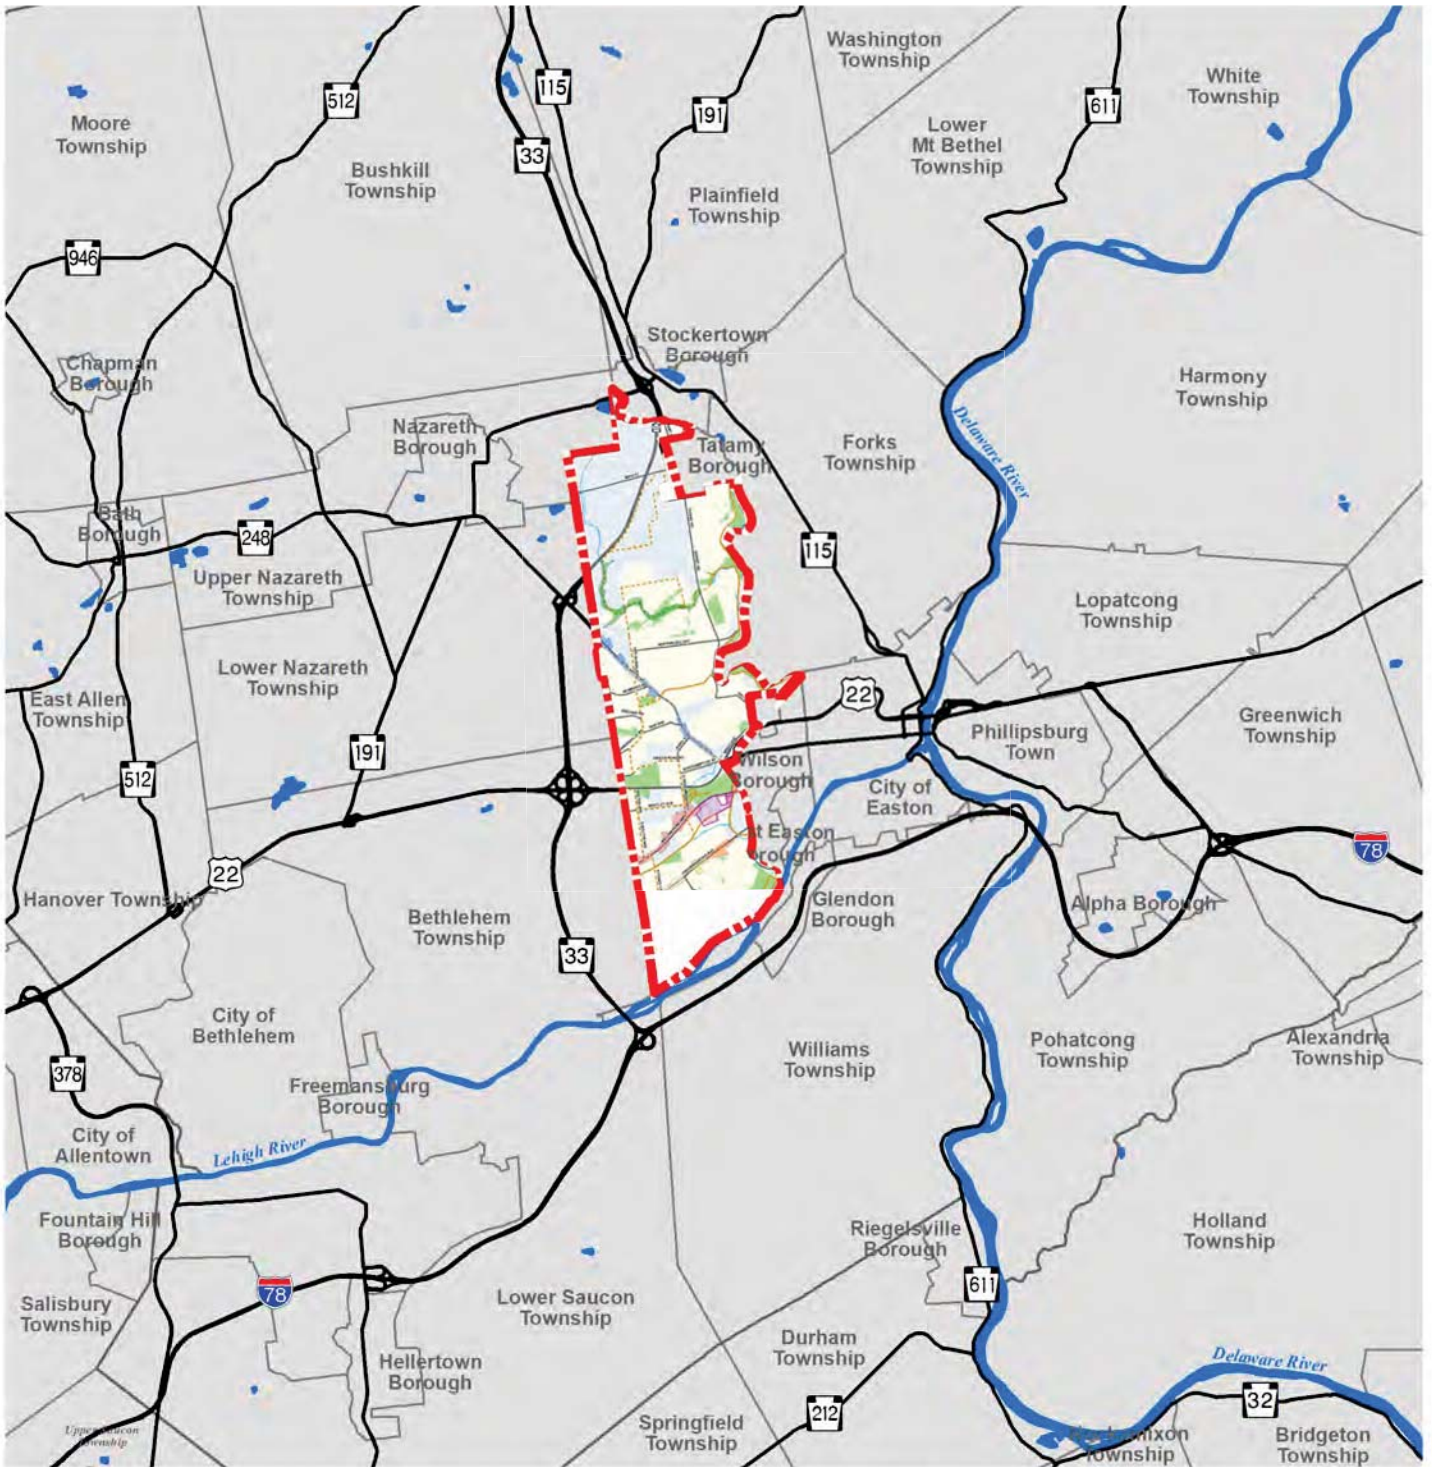 Washington
Township
White
Township
512
115
191
611
Moore
Township
Lower
Mt Bethel
Township
33
Bushkill
Township
Plainfield
Township
946
Stockertown
Borough
Chapman
Borough
Harmony
Township
Nazareth
Borough
Delaware River
Tatamy
Borough
Forks
Township
Bath
Borough
248
115
Upper Nazareth
Township
Lopatcong
Township
Lower Nazareth
Township
22
East Allen
Township
Phillipsburg
Town
Greenwich
Township
191
512
Wilson
Borough
City of
Easton
t Easton
orough
78
22
Hanover Township
Bethlehem
Township
Glendon
Borough
Alpha Borough
33
City of
Bethlehem
Williams
Township
Pohatcong
Township
Alexandria
Township
378
Freemansburg
Borough
City of
Allentown
Lehigh River
Fountain Hill
Borough
Riegelsville
Borough
Holland
Township
611
78
Salisbury
Township
Lower Saucon
Township
Durham
Township
Hellertown
Borough
Delaware River
32
212
Springfield
Township
Upper Saucon
Township
Township
Bridgeton
Township